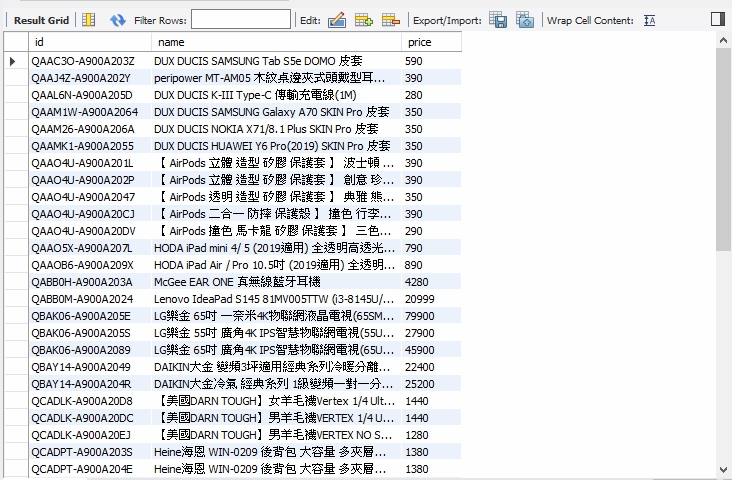 Result Grid Filter Rows: Edit: Export/Import: Wrap Cell Content:
id name price
QAAC3O-A900A203Z DUX DUCIS SAMSUNG Tab S5e DOMO 皮套 590
QAAJ4Z-A900A202Y peripower MT-AM05 木紋桌邊夾式頭戴型耳... 390
QAAL6N-A900A205D DUX DUCIS K-III Type-C 傳輸充電線(1M) 280
QAAM1W-A900A2064 DUX DUCIS SAMSUNG Galaxy A70 SKIN Pro 皮套 350
QAAM26-A900A206A DUX DUCIS NOKIA X71/8.1 Plus SKIN Pro 皮套 350
QAAMK1-A900A2055 DUX DUCIS HUAWEI Y6 Pro(2019) SKIN Pro 皮套 350
QAAO4U-A900A201L 【 AirPods 立體 造型 矽膠 保護套 】 波士頓 ... 390
QAAO4U-A900A202P 【 AirPods 立體 造型 矽膠 保護套 】 創意 珍... 390
QAAO4U-A900A2047 【 AirPods 透明 造型 矽膠 保護套 】 典雅 熊... 350
QAAO4U-A900A20CJ 【 AirPods 二合一 防摔 保護殼 】 撞色 行李... 390
QAAO4U-A900A20DV 【 AirPods 撞色 馬卡龍 矽膠 保護套 】 三色... 290
QAAO5X-A900A207L HODA iPad mini 4/ 5 (2019適用) 全透明高透光... 790
QAAOB6-A900A209X HODA iPad Air / Pro 10.5吋 (2019適用) 全透明... 890
QABB0H-A900A203A McGee EAR ONE 真無線藍牙耳機 4280
QABB0M-A900A2024 Lenovo IdeaPad S145 81MV005TTW (i3-8145U/... 20999
QBAK06-A900A205E LG樂金 65吋 一奈米4K物聯網液晶電視(65SM... 79900
QBAK06-A900A205S LG樂金 55吋 廣角4K IPS智慧物聯網電視(55U... 27900
QBAK06-A900A2089 LG樂金 65吋 廣角4K IPS智慧物聯網電視(65U... 45900
QBAY14-A900A2049 DAIKIN大金 變頻3坪適用經典系列冷暖分離... 22400
QBAY14-A900A204R DAIKIN大金冷氣 經典系列 1級變頻一對一分... 25200
QCADLK-A900A20D8 【美國DARN TOUGH】女羊毛襪Vertex 1/4 Ult... 1440
QCADLK-A900A20DC 【美國DARN TOUGH】男羊毛襪VERTEX 1/4 U... 1440
QCADLK-A900A20EJ 【美國DARN TOUGH】男羊毛襪VERTEX NO S... 1280
QCADPT-A900A203S Heine海恩 WIN-0209 後背包 大容量 多夾層... 1380
QCADPT-A900A204E Heine海恩 WIN-0209 後背包 大容量 多夾層... 1380